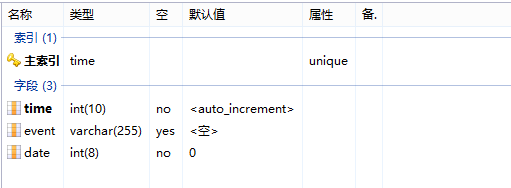 名称 类型 空 默认值 属性 备.
索引 (1)
主索引 time unique
字段 (3)
time int(10) no <auto_increment>
event varchar(255) yes <空>
date int(8) no 0